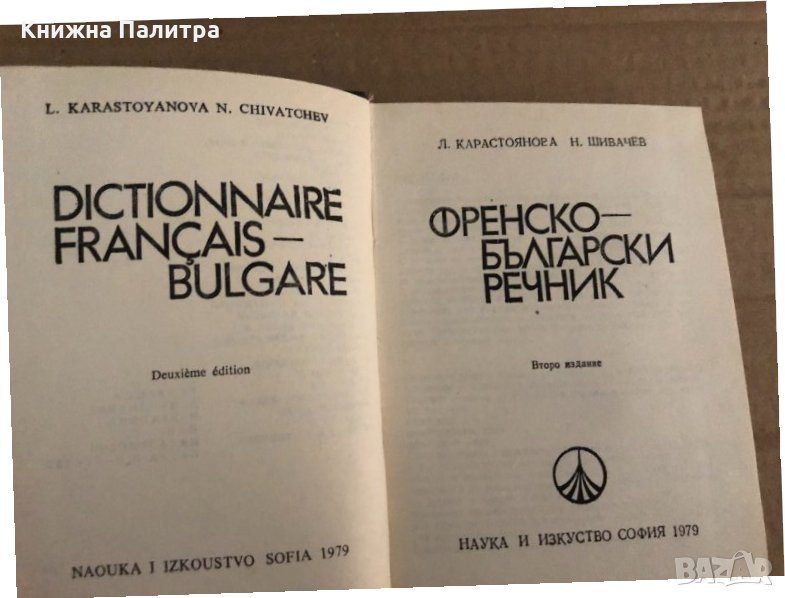 Книжна Палитра
L. KARASTOYANOVA N. CHIVATCHEV
DICTIONNAIRE
FRANÇAIS—
BULGARE
Deuxième édition
NAOUKA I IZKOUSTVO SOFIA 1979
Л. КАРАСТОЯНОВА Н. ШИВАЧЕВ
ФРЕНСКО—
БЪЛГАРСКИ
РЕЧНИК
Второ издание
НАУКА И ИЗКУСТВО СОФИЯ 1979
BAZAR